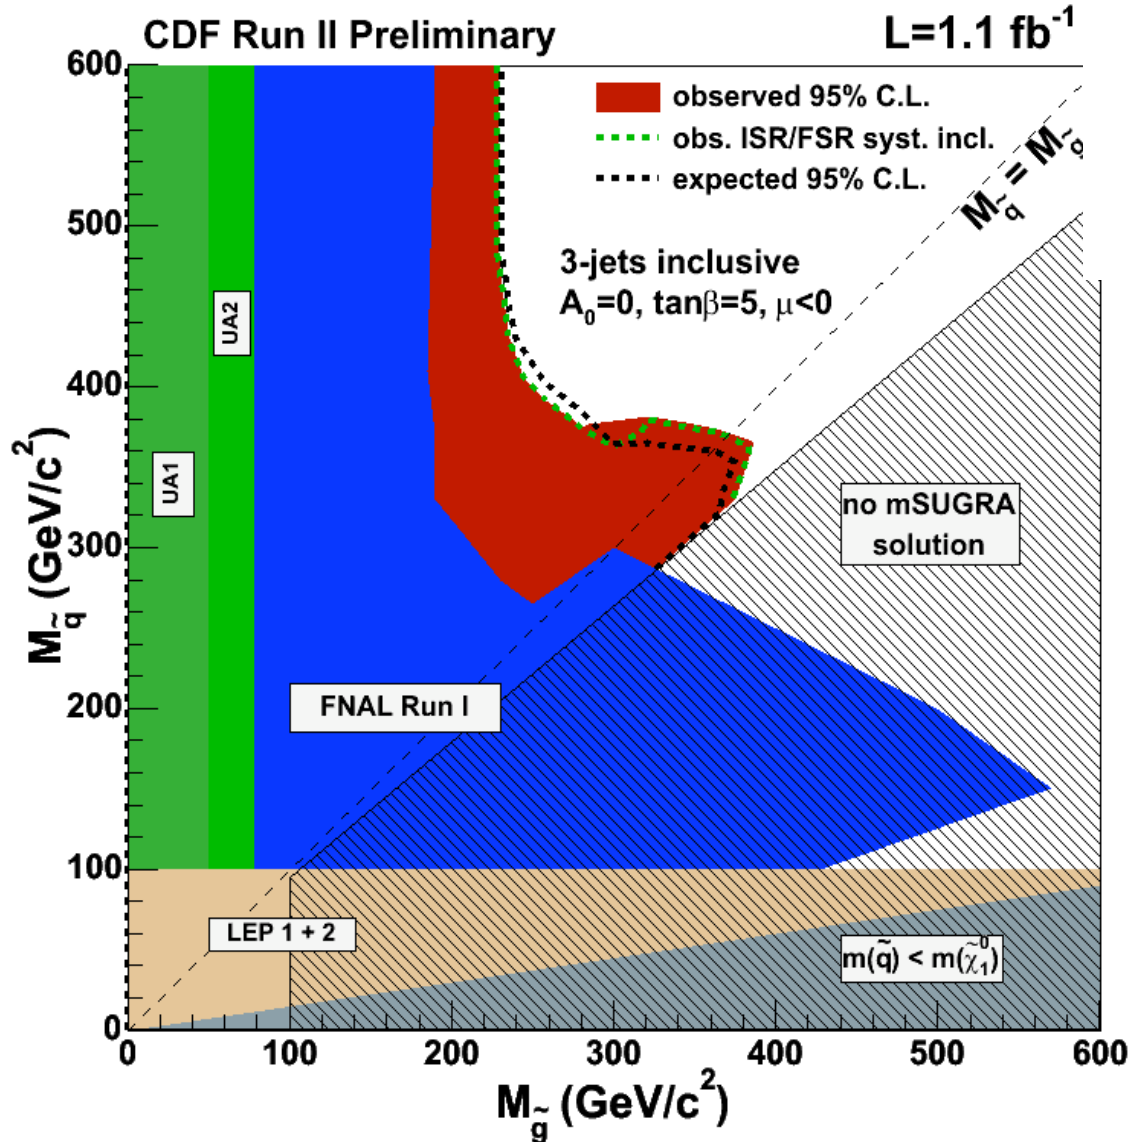 CDF Run II Preliminary
L=1.1 fb⁻¹
observed 95% C.L.
obs. ISR/FSR syst. incl.
expected 95% C.L.
M_q̃ = M_g̃
3-jets inclusive
A₀=0, tanβ=5, μ<0
UA2
UA1
no mSUGRA
solution
FNAL Run I
LEP 1 + 2
m(q̃) < m(χ̃₁⁰)
600
500
400
300
200
100
0
M_q̃ (GeV/c²)
0 100 200 300 400 500 600
M_g̃ (GeV/c²)